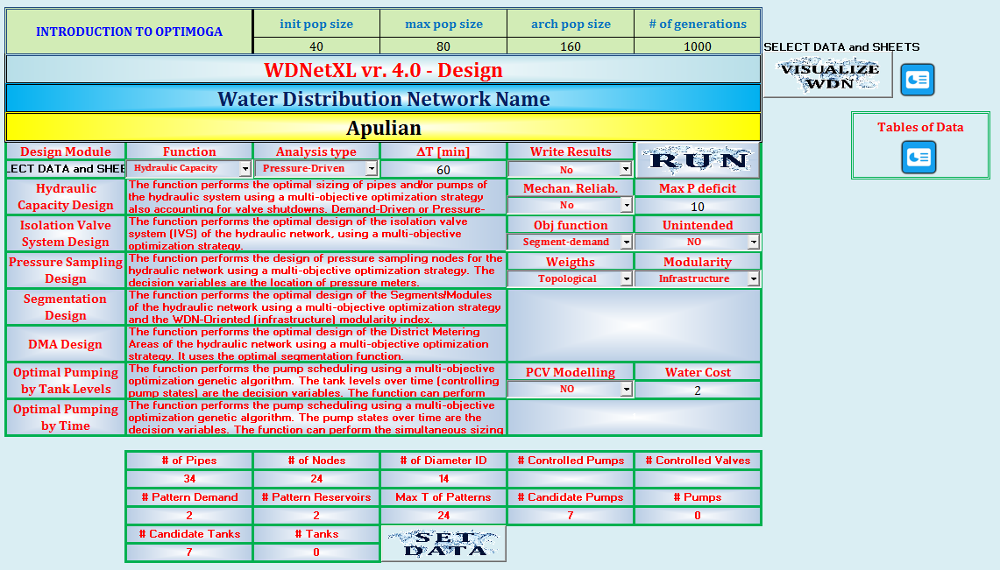 INTRODUCTION TO OPTIMOGA
init pop size
max pop size
arch pop size
# of generations
40
80
160
1000
SELECT DATA and SHEETS
VISUALIZE
WDN
WDNetXL vr. 4.0 - Design
Water Distribution Network Name
Apulian
Tables of Data
Design Module
Function
Analysis type
ΔT [min]
Write Results
RUN
LECT DATA and SHEE
Hydraulic Capacity
Pressure-Driven
60
No
Hydraulic
Capacity Design
The function performs the optimal sizing of pipes and/or pumps of
the hydraulic system using a multi-objective optimization strategy
also accounting for valve shutdowns. Demand-Driven or Pressure-
Mechan. Reliab.
Max P deficit
No
10
Isolation Valve
System Design
The function performs the optimal design of the isolation valve
system (IVS) of the hydraulic network, using a multi-objective
optimization strategy.
Obj function
Unintended
Segment-demand
NO
Pressure Sampling
Design
The function performs the design of pressure sampling nodes for the
hydraulic network using a multi-objective optimization strategy. The
decision variables are the location of pressure meters.
Weigths
Modularity
Topological
Infrastructure
Segmentation
Design
The function performs the optimal design of the Segments/Modules
of the hydraulic network using a multi-objective optimization strategy
and the WDN-Oriented (infrastructure) modularity index.
DMA Design
The function performs the optimal design of the District Metering
Areas of the hydraulic network using a multi-objective optimization
strategy. It uses the optimal segmentation function.
Optimal Pumping
by Tank Levels
The function performs the pump scheduling using a multi-objective
optimization genetic algorithm. The tank levels over time (controlling
pump states) are the decision variables. The function can perform
PCV Modelling
Water Cost
NO
2
Optimal Pumping
by Time
The function performs the pump scheduling using a multi-objective
optimization genetic algorithm. The pump states over time are the
decision variables. The function can perform the simultaneous sizing
# of Pipes
# of Nodes
# of Diameter ID
# Controlled Pumps
# Controlled Valves
34
24
14
# Pattern Demand
# Pattern Reservoirs
Max T of Patterns
# Candidate Pumps
# Pumps
2
2
24
7
0
# Candidate Tanks
# Tanks
SET
DATA
7
0